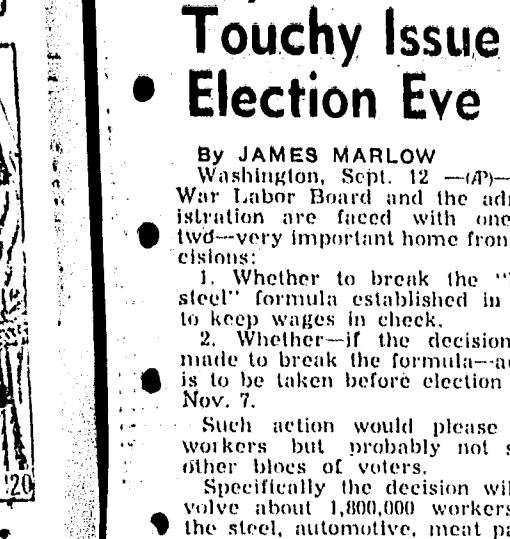 Touchy Issue
Election Eve
By JAMES MARLOW
Washington, Sept. 12 —(AP)—
War Labor Board and the adm
istration are faced with one
two—very important home fron
cisions:
1. Whether to break the "
steel" formula established in
to keep wages in check.
2. Whether—if the decision
made to break the formula—ac
is to be taken before election
Nov. 7.
Such action would please
workers but probably not s
other blocs of voters.
Specifically the decision wil
volve about 1,800,000 workers
the steel, automotive, meat pa
20